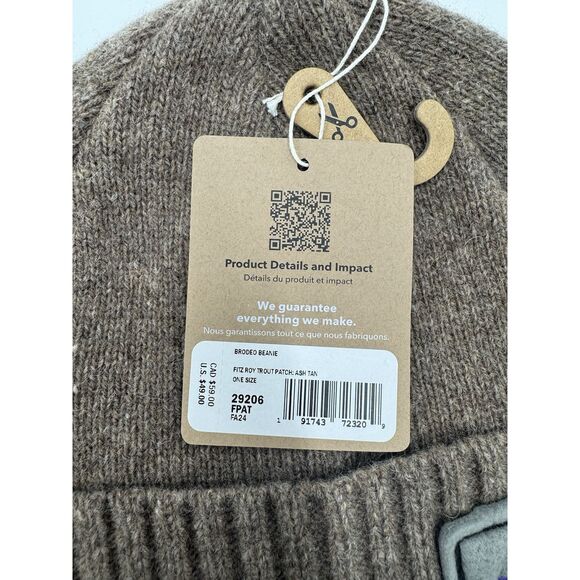 Product Details and Impact
Détails du produit et impact
We guarantee
everything we make.
Nous garantissons tout ce que nous fabriquons.
BRODEO BEANIE
FITZ ROY TROUT PATCH: ASH TAN
ONE SIZE
29206
FPAT
FA24
CAD $59.00
U.S. $49.00
1 91743 72320 9